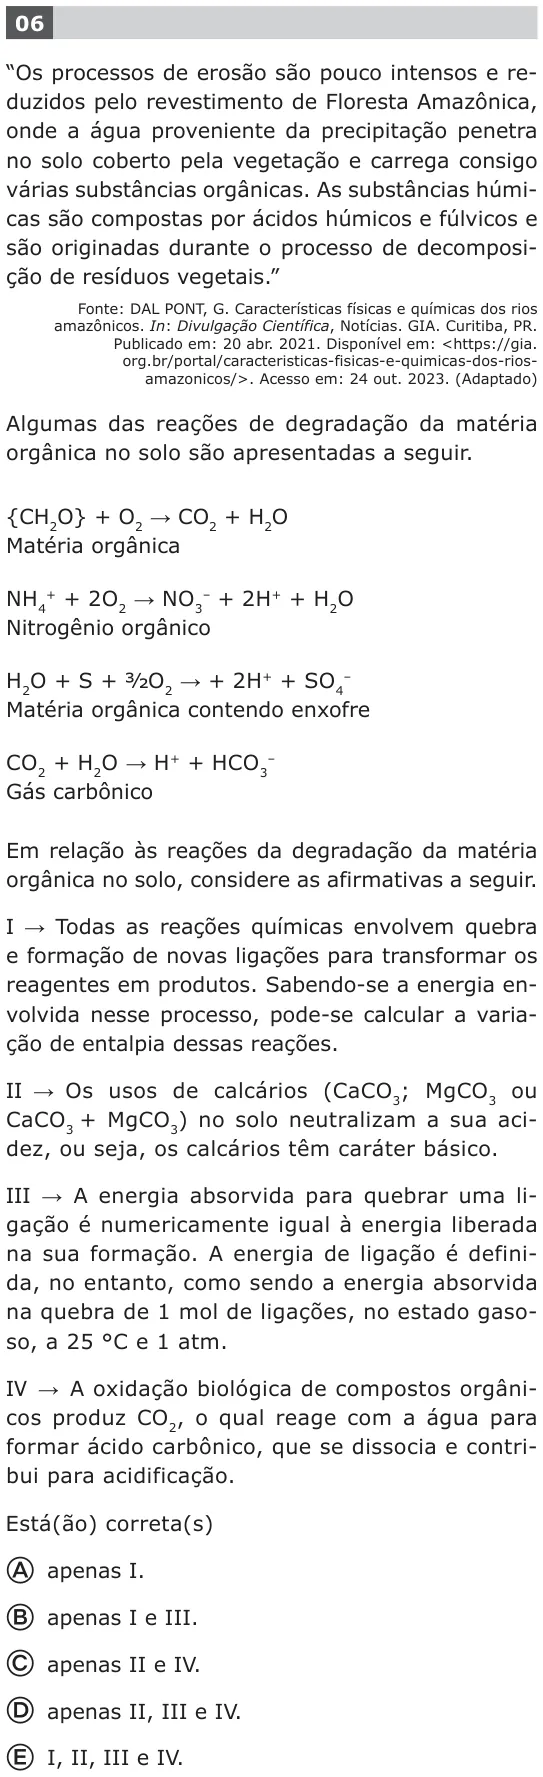 06
“Os processos de erosão são pouco intensos e re-
duzidos pelo revestimento de Floresta Amazônica,
onde a água proveniente da precipitação penetra
no solo coberto pela vegetação e carrega consigo
várias substâncias orgânicas. As substâncias húmi-
cas são compostas por ácidos húmicos e fúlvicos e
são originadas durante o processo de decomposi-
ção de resíduos vegetais.”
Fonte: DAL PONT, G. Características físicas e químicas dos rios
amazônicos. In: Divulgação Científica, Notícias. GIA. Curitiba, PR.
Publicado em: 20 abr. 2021. Disponível em: <https://gia.
org.br/portal/caracteristicas-fisicas-e-quimicas-dos-rios-
amazonicos/>. Acesso em: 24 out. 2023. (Adaptado)
Algumas das reações de degradação da matéria
orgânica no solo são apresentadas a seguir.
{CH₂O} + O₂ → CO₂ + H₂O
Matéria orgânica
NH₄⁺ + 2O₂ → NO₃⁻ + 2H⁺ + H₂O
Nitrogênio orgânico
H₂O + S + ³⁄₂O₂ → + 2H⁺ + SO₄⁻
Matéria orgânica contendo enxofre
CO₂ + H₂O → H⁺ + HCO₃⁻
Gás carbônico
Em relação às reações da degradação da matéria
orgânica no solo, considere as afirmativas a seguir.
I → Todas as reações químicas envolvem quebra
e formação de novas ligações para transformar os
reagentes em produtos. Sabendo-se a energia en-
volvida nesse processo, pode-se calcular a varia-
ção de entalpia dessas reações.
II → Os usos de calcários (CaCO₃; MgCO₃ ou
CaCO₃ + MgCO₃) no solo neutralizam a sua aci-
dez, ou seja, os calcários têm caráter básico.
III → A energia absorvida para quebrar uma li-
gação é numericamente igual à energia liberada
na sua formação. A energia de ligação é defini-
da, no entanto, como sendo a energia absorvida
na quebra de 1 mol de ligações, no estado gaso-
so, a 25 °C e 1 atm.
IV → A oxidação biológica de compostos orgâni-
cos produz CO₂, o qual reage com a água para
formar ácido carbônico, que se dissocia e contri-
bui para acidificação.
Está(ão) correta(s)
A apenas I.
B apenas I e III.
C apenas II e IV.
D apenas II, III e IV.
E I, II, III e IV.